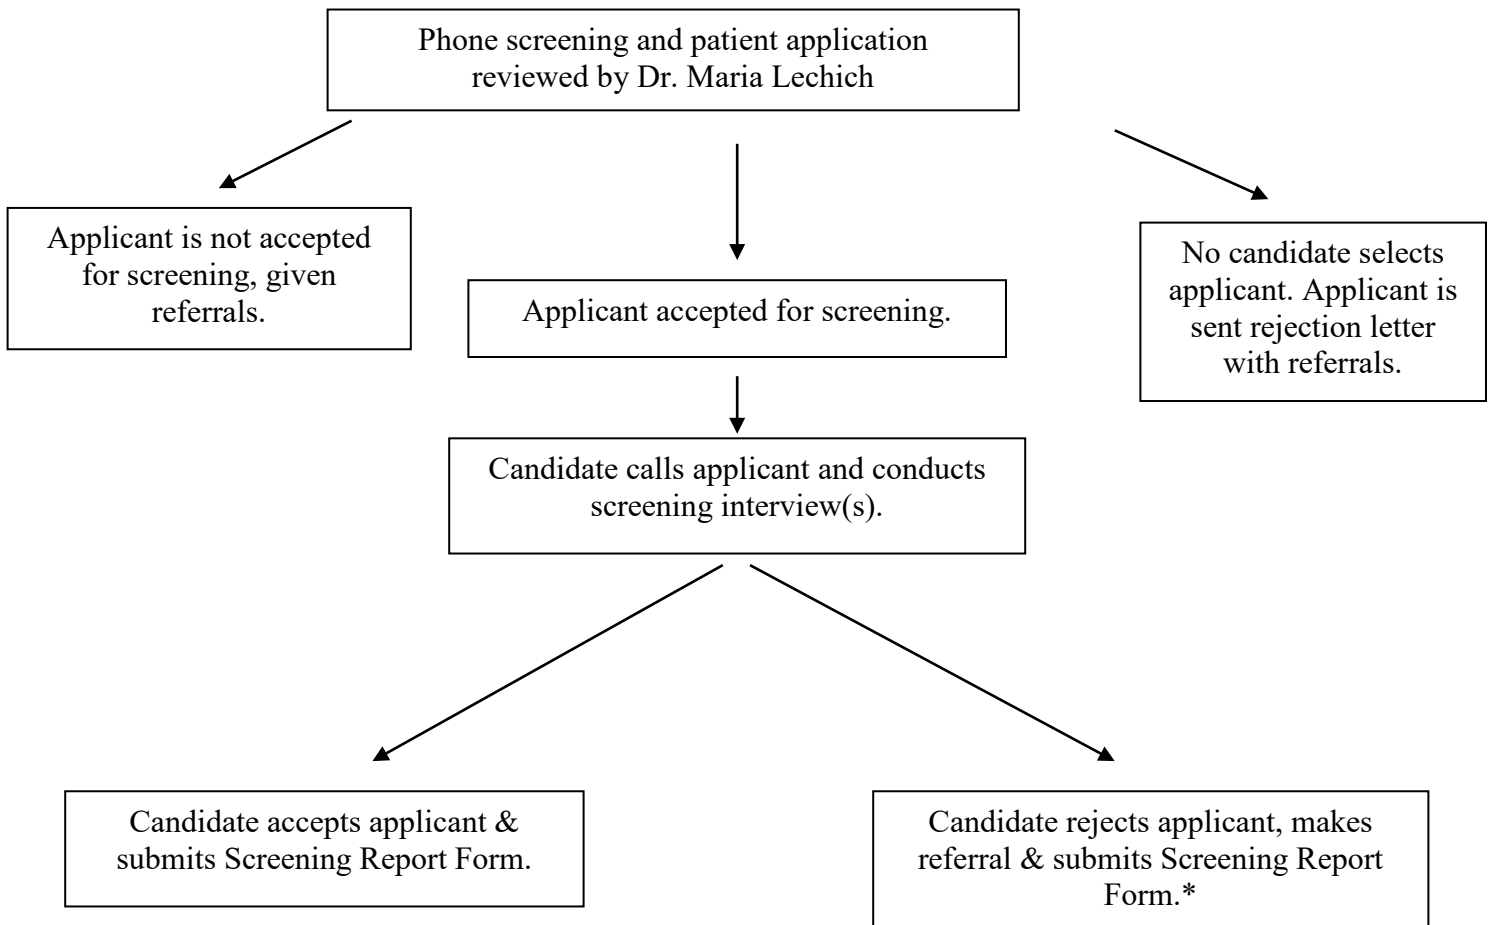 Phone screening and patient application
reviewed by Dr. Maria Lechich
Applicant is not accepted
for screening, given
referrals.
Applicant accepted for screening.
No candidate selects
applicant. Applicant is
sent rejection letter
with referrals.
Candidate calls applicant and conducts
screening interview(s).
Candidate accepts applicant &
submits Screening Report Form.
Candidate rejects applicant, makes
referral & submits Screening Report
Form.*